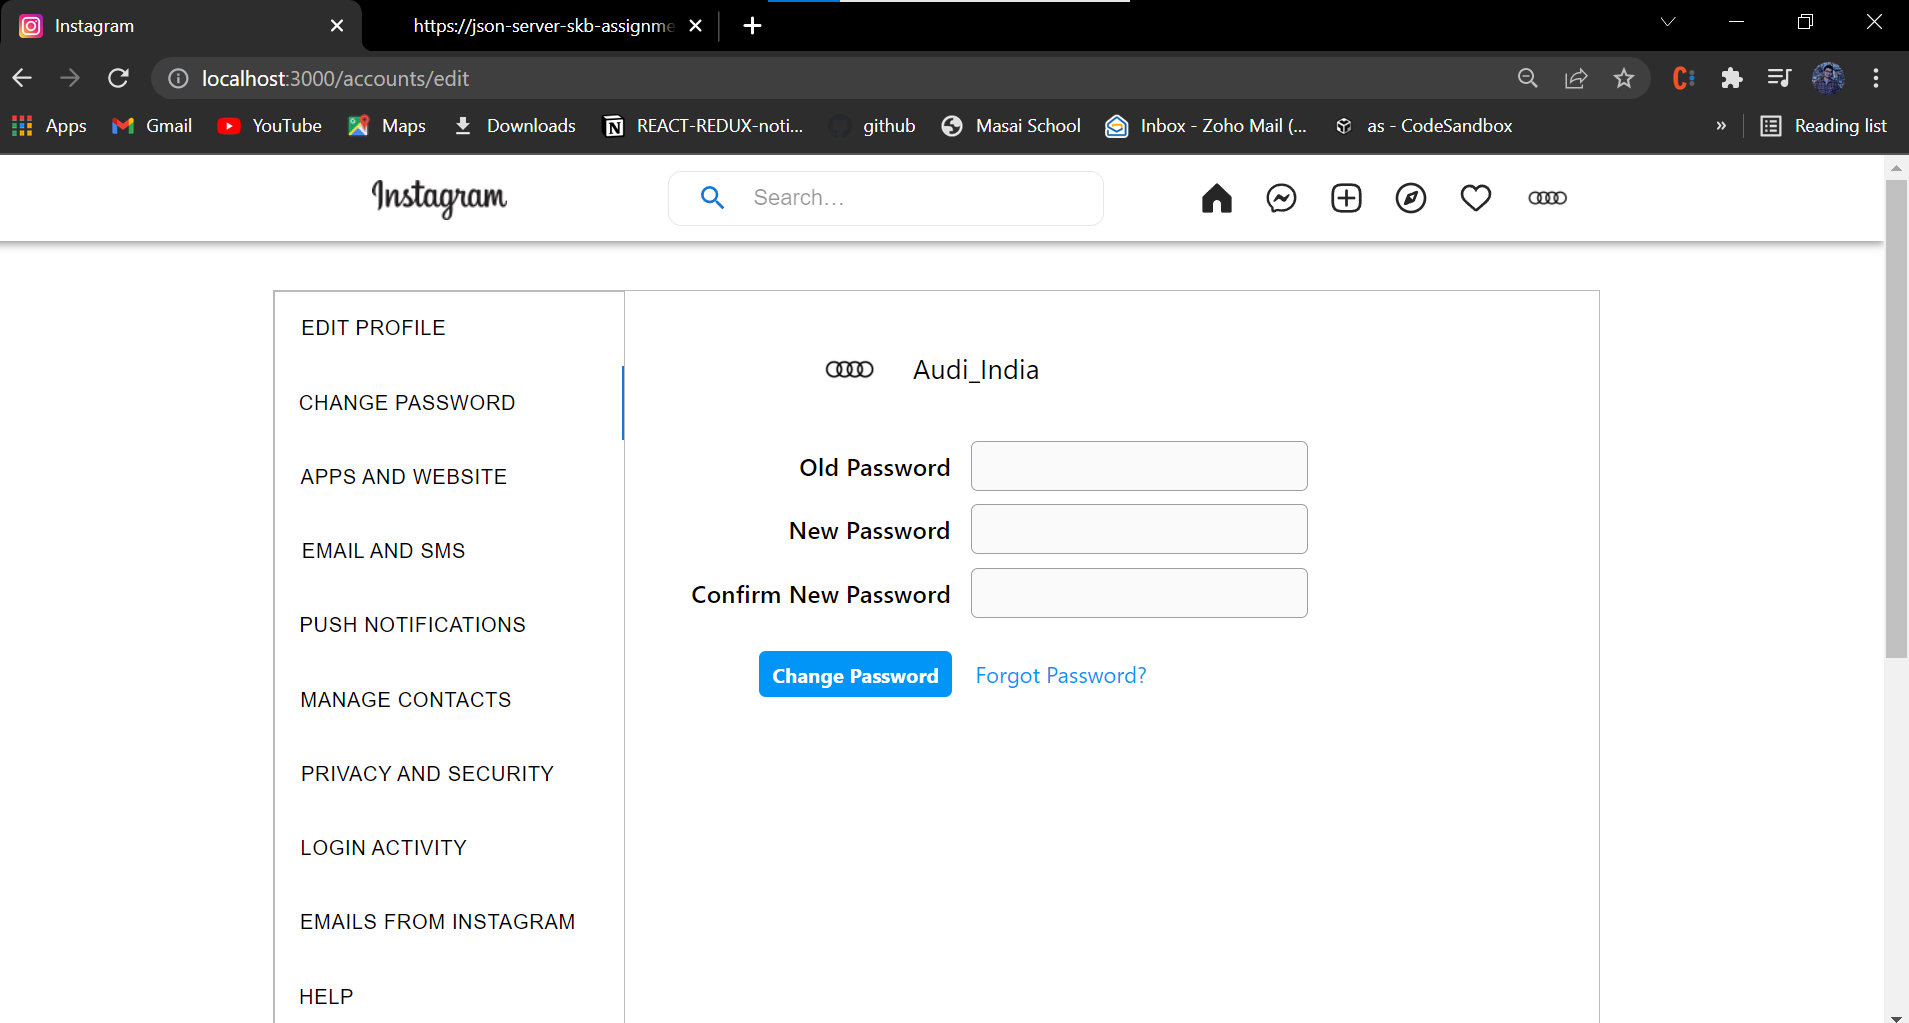 Instagram
https://json-server-skb-assignme
localhost:3000/accounts/edit
Apps
Gmail
YouTube
Maps
Downloads
REACT-REDUX-noti...
github
Masai School
Inbox - Zoho Mail (...
as - CodeSandbox
»
Reading list
Instagram
Search...
EDIT PROFILE
CHANGE PASSWORD
APPS AND WEBSITE
EMAIL AND SMS
PUSH NOTIFICATIONS
MANAGE CONTACTS
PRIVACY AND SECURITY
LOGIN ACTIVITY
EMAILS FROM INSTAGRAM
HELP
Audi_India
Old Password
New Password
Confirm New Password
Change Password
Forgot Password?